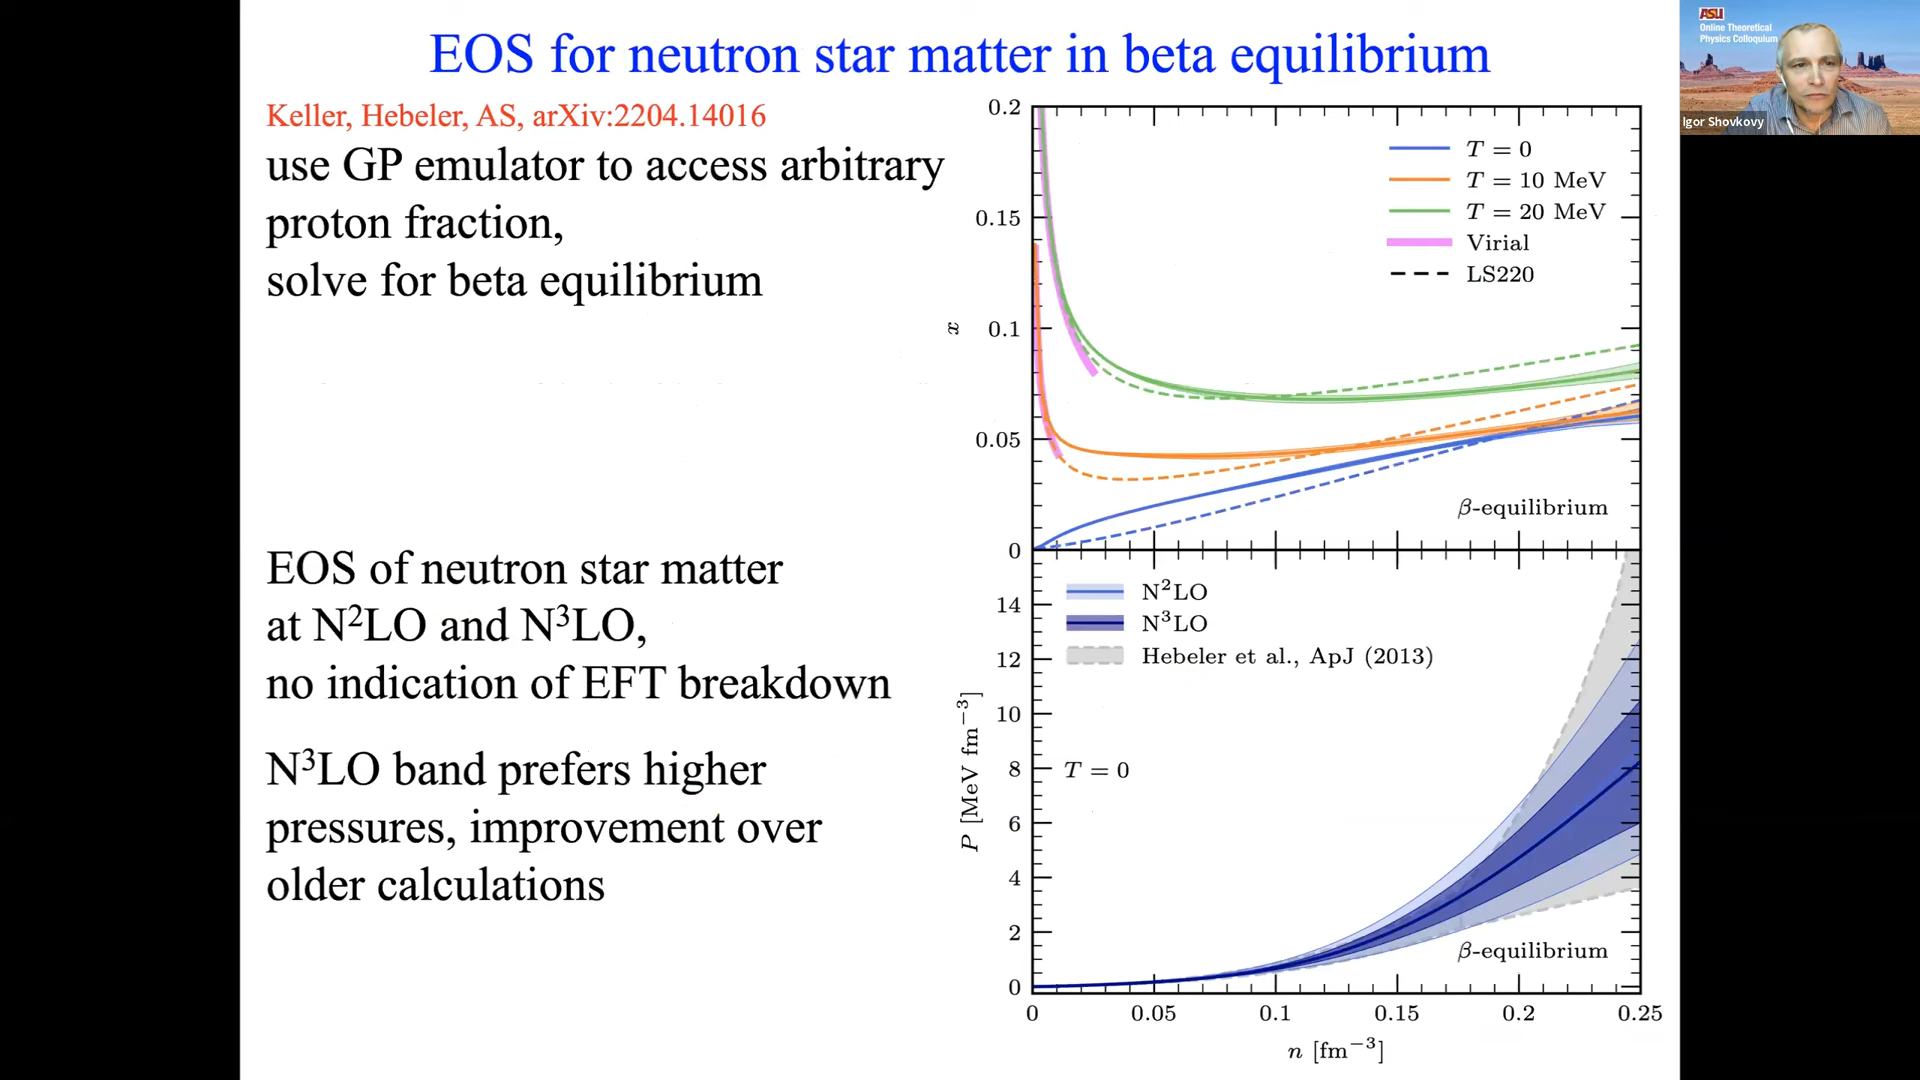 EOS for neutron star matter in beta equilibrium
ASU
Online Theoretical
Physics Colloquium
Igor Shovkovy
Keller, Hebeler, AS, arXiv:2204.14016
use GP emulator to access arbitrary
proton fraction,
solve for beta equilibrium
EOS of neutron star matter
at N²LO and N³LO,
no indication of EFT breakdown
N³LO band prefers higher
pressures, improvement over
older calculations
0.2
0.15
0.1
0.05
0
x
T = 0
T = 10 MeV
T = 20 MeV
Virial
LS220
β-equilibrium
14
12
10
8
6
4
2
0
P [MeV fm⁻³]
N²LO
N³LO
Hebeler et al., ApJ (2013)
T = 0
β-equilibrium
0 0.05 0.1 0.15 0.2 0.25
n [fm⁻³]